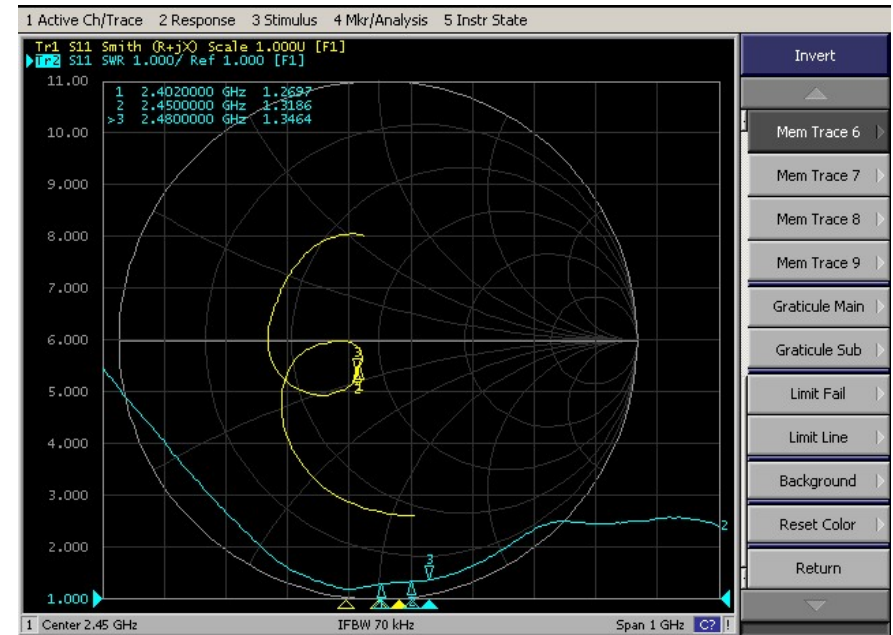 1 Active Ch/Trace 2 Response 3 Stimulus 4 Mkr/Analysis 5 Instr State
Tr1 S11 Smith (R+jX) Scale 1.000U [F1]
Tr2 S11 SWR 1.000/ Ref 1.000 [F1]
1 2.4020000 GHz 1.2697
2 2.4500000 GHz 1.3186
>3 2.4800000 GHz 1.3464
11.00
10.00
9.000
8.000
7.000
6.000
5.000
4.000
3.000
2.000
1.000
3
2
1 Center 2.45 GHz IFBW 70 kHz Span 1 GHz C? !
Invert
Mem Trace 6
Mem Trace 7
Mem Trace 8
Mem Trace 9
Graticule Main
Graticule Sub
Limit Fail
Limit Line
Background
Reset Color
Return